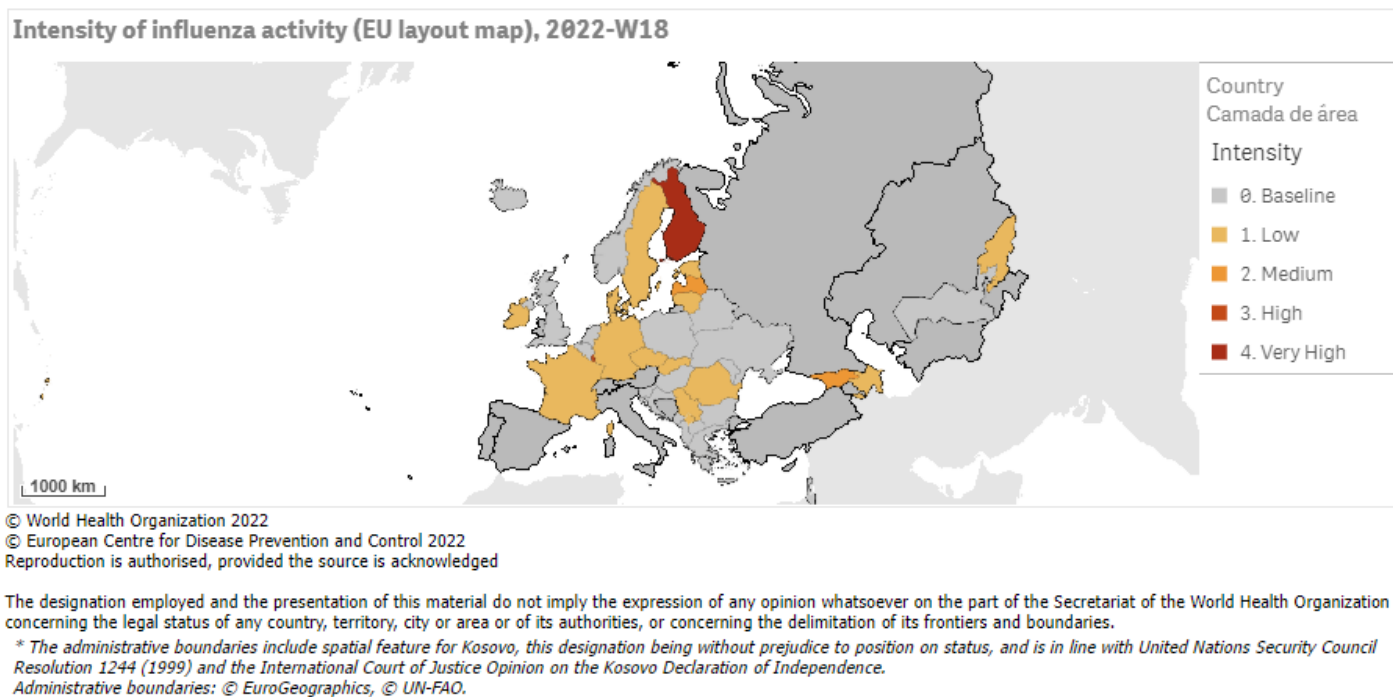 Intensity of influenza activity (EU layout map), 2022-W18
Country
Camada de área
Intensity
0. Baseline
1. Low
2. Medium
3. High
4. Very High
1000 km
© World Health Organization 2022
© European Centre for Disease Prevention and Control 2022
Reproduction is authorised, provided the source is acknowledged
The designation employed and the presentation of this material do not imply the expression of any opinion whatsoever on the part of the Secretariat of the World Health Organization
concerning the legal status of any country, territory, city or area or of its authorities, or concerning the delimitation of its frontiers and boundaries.
* The administrative boundaries include spatial feature for Kosovo, this designation being without prejudice to position on status, and is in line with United Nations Security Council
Resolution 1244 (1999) and the International Court of Justice Opinion on the Kosovo Declaration of Independence.
Administrative boundaries: © EuroGeographics, © UN-FAO.